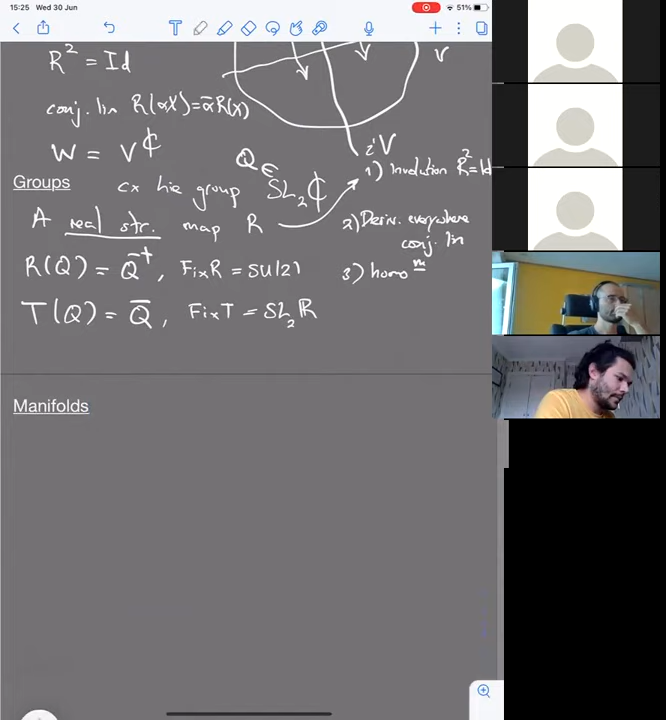 15:25 Wed 30 Jun
51%
R² = Id
conj. lin R(αX)=ᾱR(X)
V
W = V^ℂ
iV
Groups
cx Lie group
Q ∈ SL₂ℂ
1) Involution R²=Id
A real str. map R
2) Deriv. everywhere
conj. lin
R(Q) = Q̄^-t, Fix R = SU(2)
3) homo^m
T(Q) = Q̄, Fix T = SL₂ℝ
Manifolds